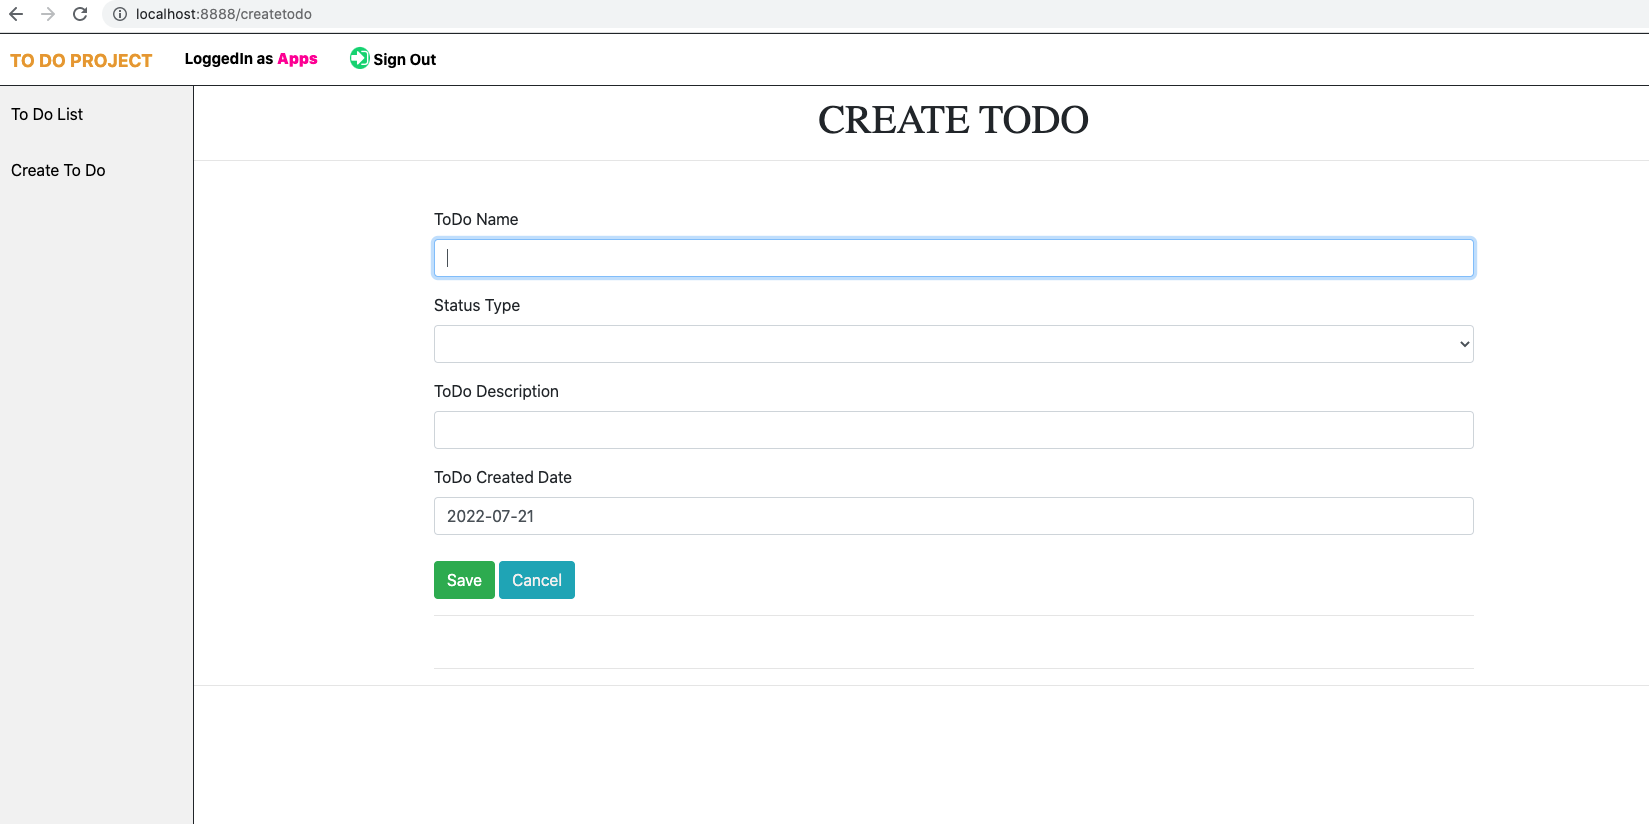 localhost:8888/createtodo
TO DO PROJECT LoggedIn as Apps Sign Out
To Do List
Create To Do
CREATE TODO
ToDo Name
Status Type
ToDo Description
ToDo Created Date
2022-07-21
Save Cancel